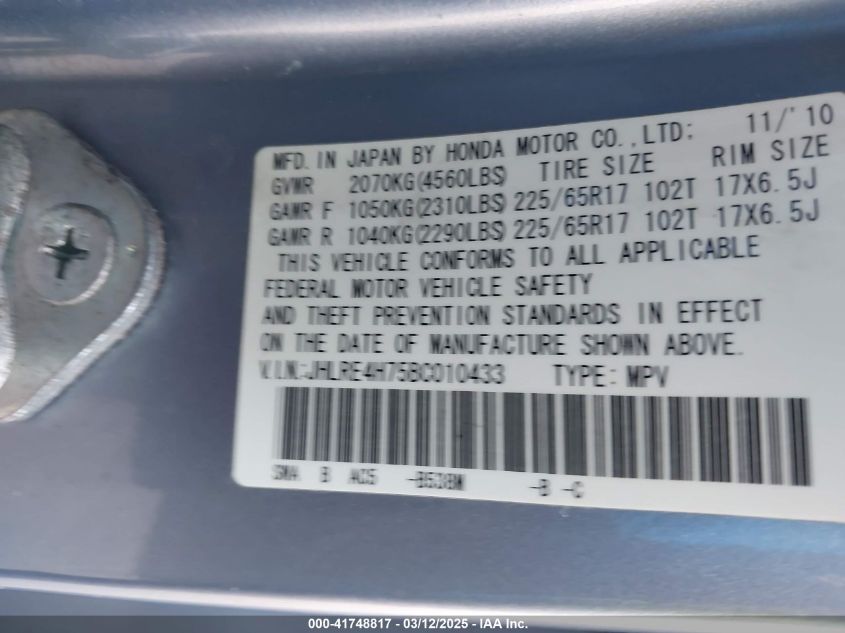 MFD. IN JAPAN BY HONDA MOTOR CO.,LTD: 11/'10
GVWR 2070KG(4560LBS) TIRE SIZE RIM SIZE
GAWR F 1050KG(2310LBS) 225/65R17 102T 17X6.5J
GAWR R 1040KG(2290LBS) 225/65R17 102T 17X6.5J
THIS VEHICLE CONFORMS TO ALL APPLICABLE
FEDERAL MOTOR VEHICLE SAFETY
AND THEFT PREVENTION STANDARDS IN EFFECT
ON THE DATE OF MANUFACTURE SHOWN ABOVE.
V.I.N.:JHLRE4H75BC010433 TYPE: MPV
SWA B AC5 -B528M -B -C
000-41748817 - 03/12/2025 - IAA Inc.